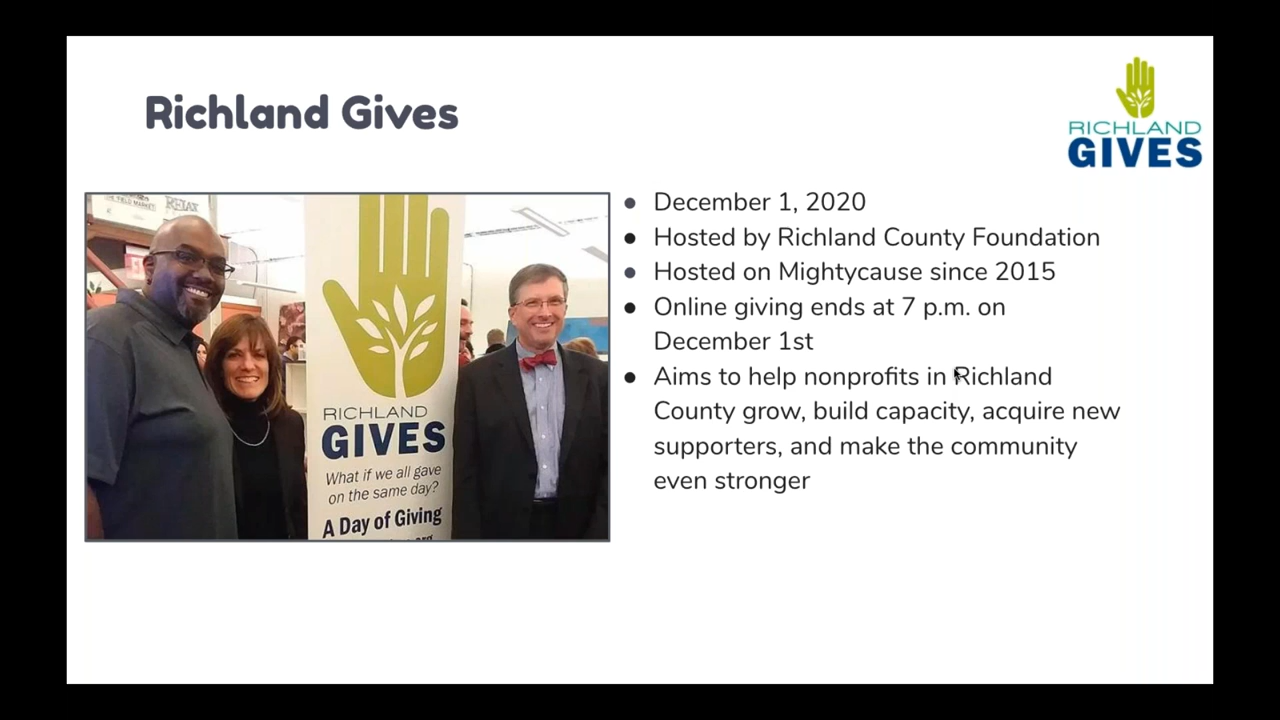 Richland Gives
RICHLAND
GIVES
RELAX
RICHLAND
GIVES
What if we all gave
on the same day?
A Day of Giving
● December 1, 2020
● Hosted by Richland County Foundation
● Hosted on Mightycause since 2015
● Online giving ends at 7 p.m. on
December 1st
● Aims to help nonprofits in Richland
County grow, build capacity, acquire new
supporters, and make the community
even stronger